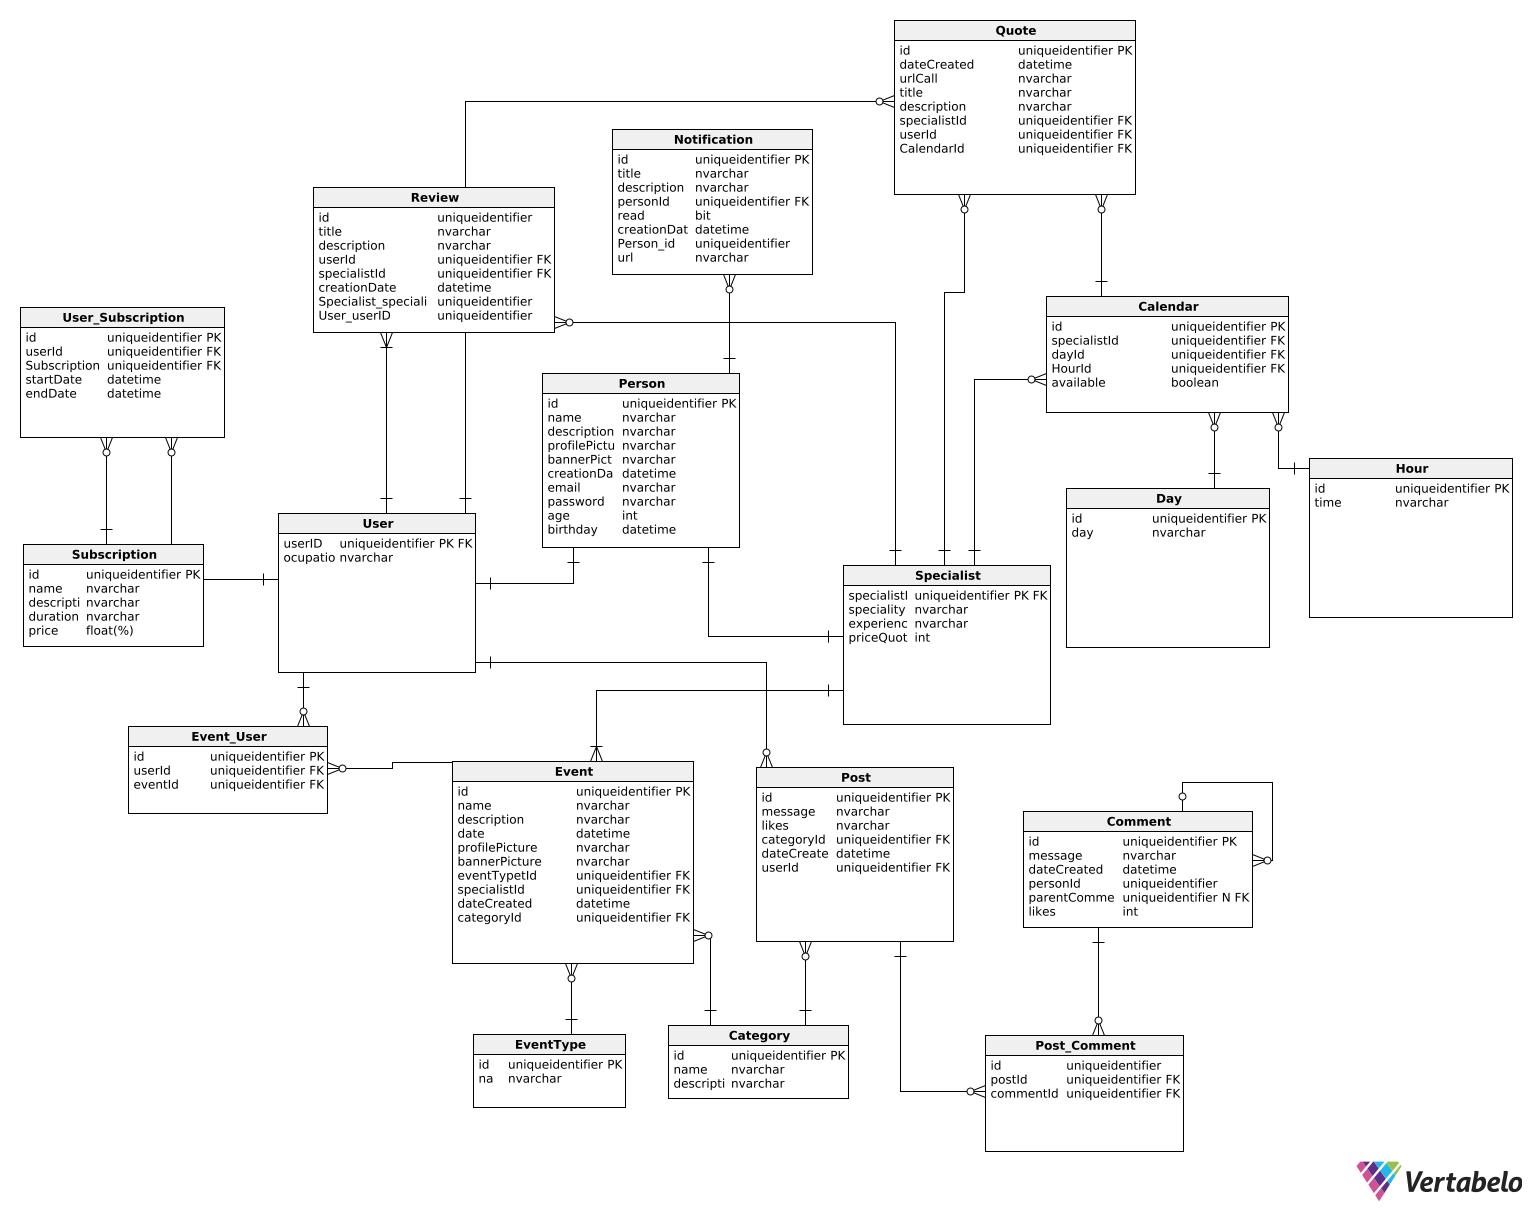 Quote
id uniqueidentifier PK
dateCreated datetime
urlCall nvarchar
title nvarchar
description nvarchar
specialistId uniqueidentifier FK
userId uniqueidentifier FK
CalendarId uniqueidentifier FK
Notification
id uniqueidentifier PK
title nvarchar
description nvarchar
personId uniqueidentifier FK
read bit
creationDat datetime
Person_id uniqueidentifier
url nvarchar
Review
id uniqueidentifier
title nvarchar
description nvarchar
userId uniqueidentifier FK
specialistId uniqueidentifier FK
creationDate datetime
Specialist_speciali uniqueidentifier
User_userID uniqueidentifier
User_Subscription
id uniqueidentifier PK
userId uniqueidentifier FK
Subscription uniqueidentifier FK
startDate datetime
endDate datetime
Calendar
id uniqueidentifier PK
specialistId uniqueidentifier FK
dayId uniqueidentifier FK
HourId uniqueidentifier FK
available boolean
Person
id uniqueidentifier PK
name nvarchar
description nvarchar
profilePictu nvarchar
bannerPict nvarchar
creationDa datetime
email nvarchar
password nvarchar
age int
birthday datetime
Hour
id uniqueidentifier PK
time nvarchar
Day
id uniqueidentifier PK
day nvarchar
User
userID uniqueidentifier PK FK
ocupatio nvarchar
Subscription
id uniqueidentifier PK
name nvarchar
descripti nvarchar
duration nvarchar
price float(%)
Specialist
specialistI uniqueidentifier PK FK
speciality nvarchar
experienc nvarchar
priceQuot int
Event_User
id uniqueidentifier PK
userId uniqueidentifier FK
eventId uniqueidentifier FK
Event
id uniqueidentifier PK
name nvarchar
description nvarchar
date datetime
profilePicture nvarchar
bannerPicture nvarchar
eventTypetId uniqueidentifier FK
specialistId uniqueidentifier FK
dateCreated datetime
categoryId uniqueidentifier FK
Post
id uniqueidentifier PK
message nvarchar
likes nvarchar
categoryId uniqueidentifier FK
dateCreate datetime
userId uniqueidentifier FK
Comment
id uniqueidentifier PK
message nvarchar
dateCreated datetime
personId uniqueidentifier
parentComme uniqueidentifier N FK
likes int
EventType
id uniqueidentifier PK
na nvarchar
Category
id uniqueidentifier PK
name nvarchar
descripti nvarchar
Post_Comment
id uniqueidentifier
postId uniqueidentifier FK
commentId uniqueidentifier FK
Vertabelo